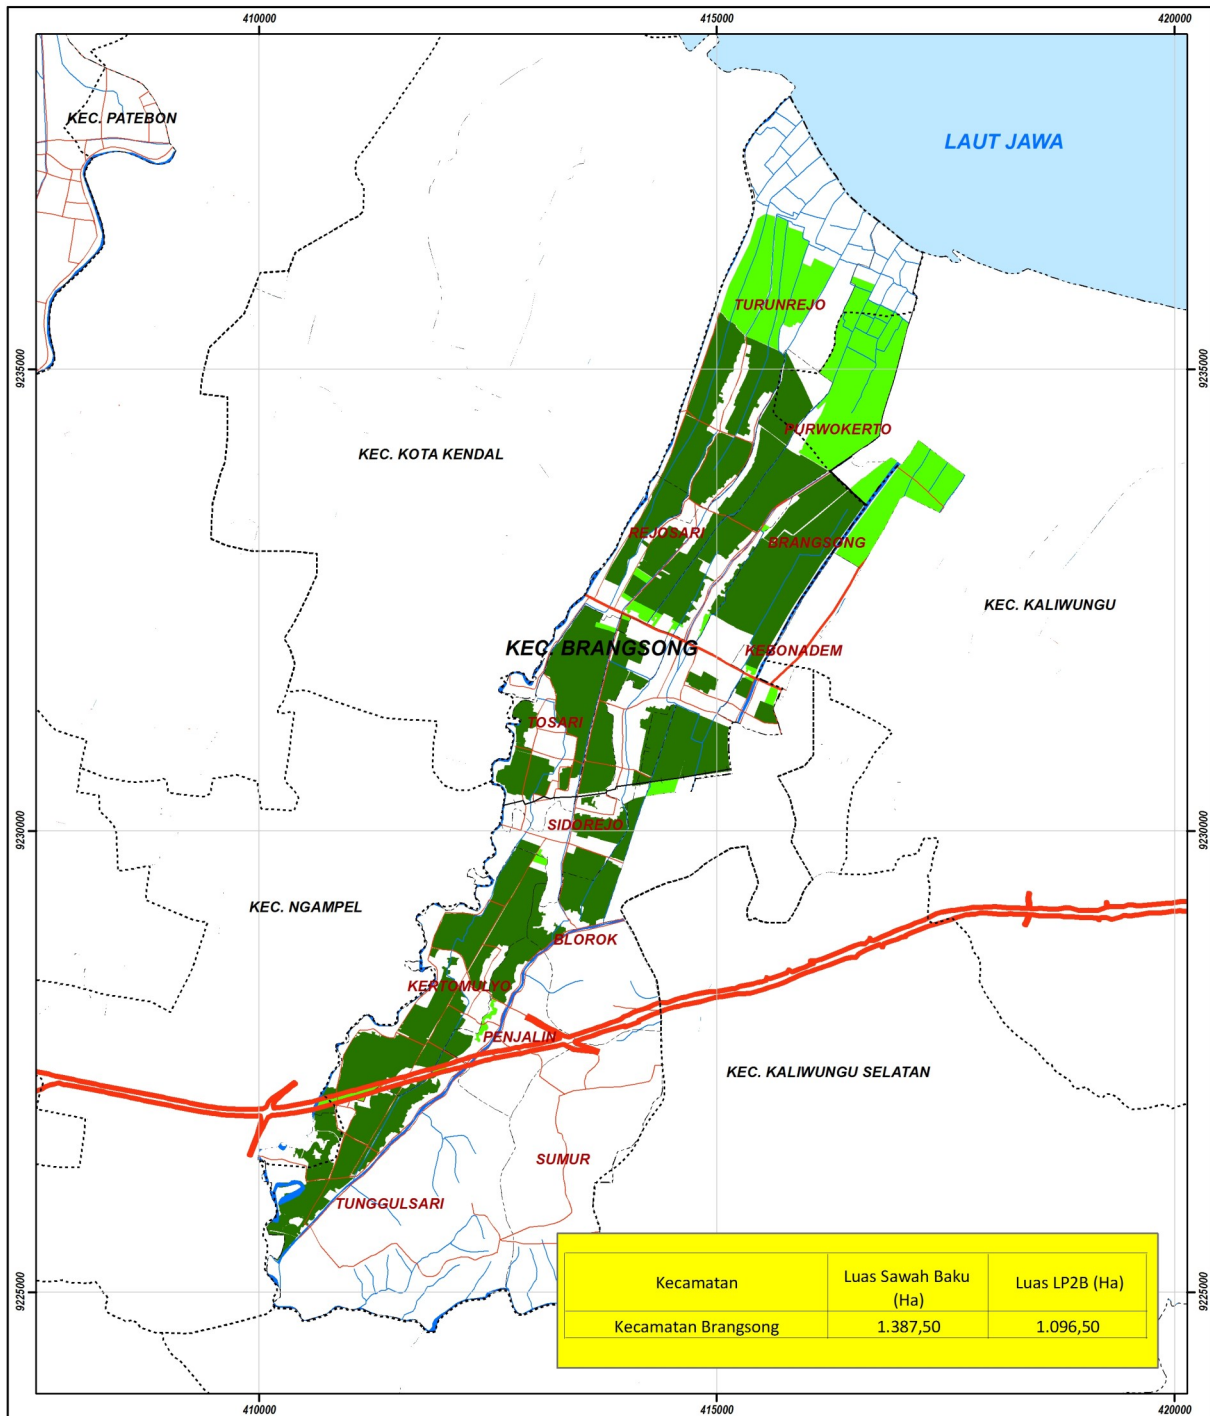 410000
415000
420000
KEC. PATEBON
LAUT JAWA
TURUNREJO
9235000
9235000
PURWOKERTO
KEC. KOTA KENDAL
REJOSARI
BRANGSONG
KEC. KALIWUNGU
KEC. BRANGSONG
KEBONADEM
TOSARI
SIDOREJO
9230000
9230000
KEC. NGAMPEL
BLOROK
KERTOMULYO
PENJALIN
KEC. KALIWUNGU SELATAN
SUMUR
TUNGGULSARI
9225000
9225000
Kecamatan
Luas Sawah Baku
(Ha)
Luas LP2B (Ha)
Kecamatan Brangsong
1.387,50
1.096,50
410000
415000
420000